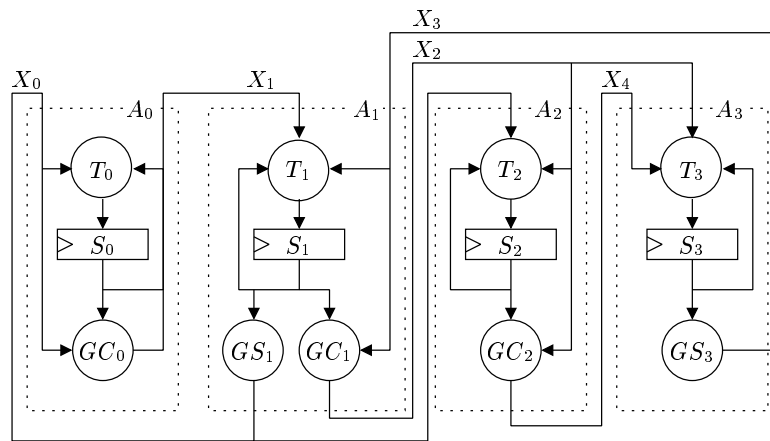 X₃
X₂
X₀ X₁ X₄
A₀ A₁ A₂ A₃
T₀ T₁ T₂ T₃
S₀ S₁ S₂ S₃
GC₀ GS₁ GC₁ GC₂ GS₃